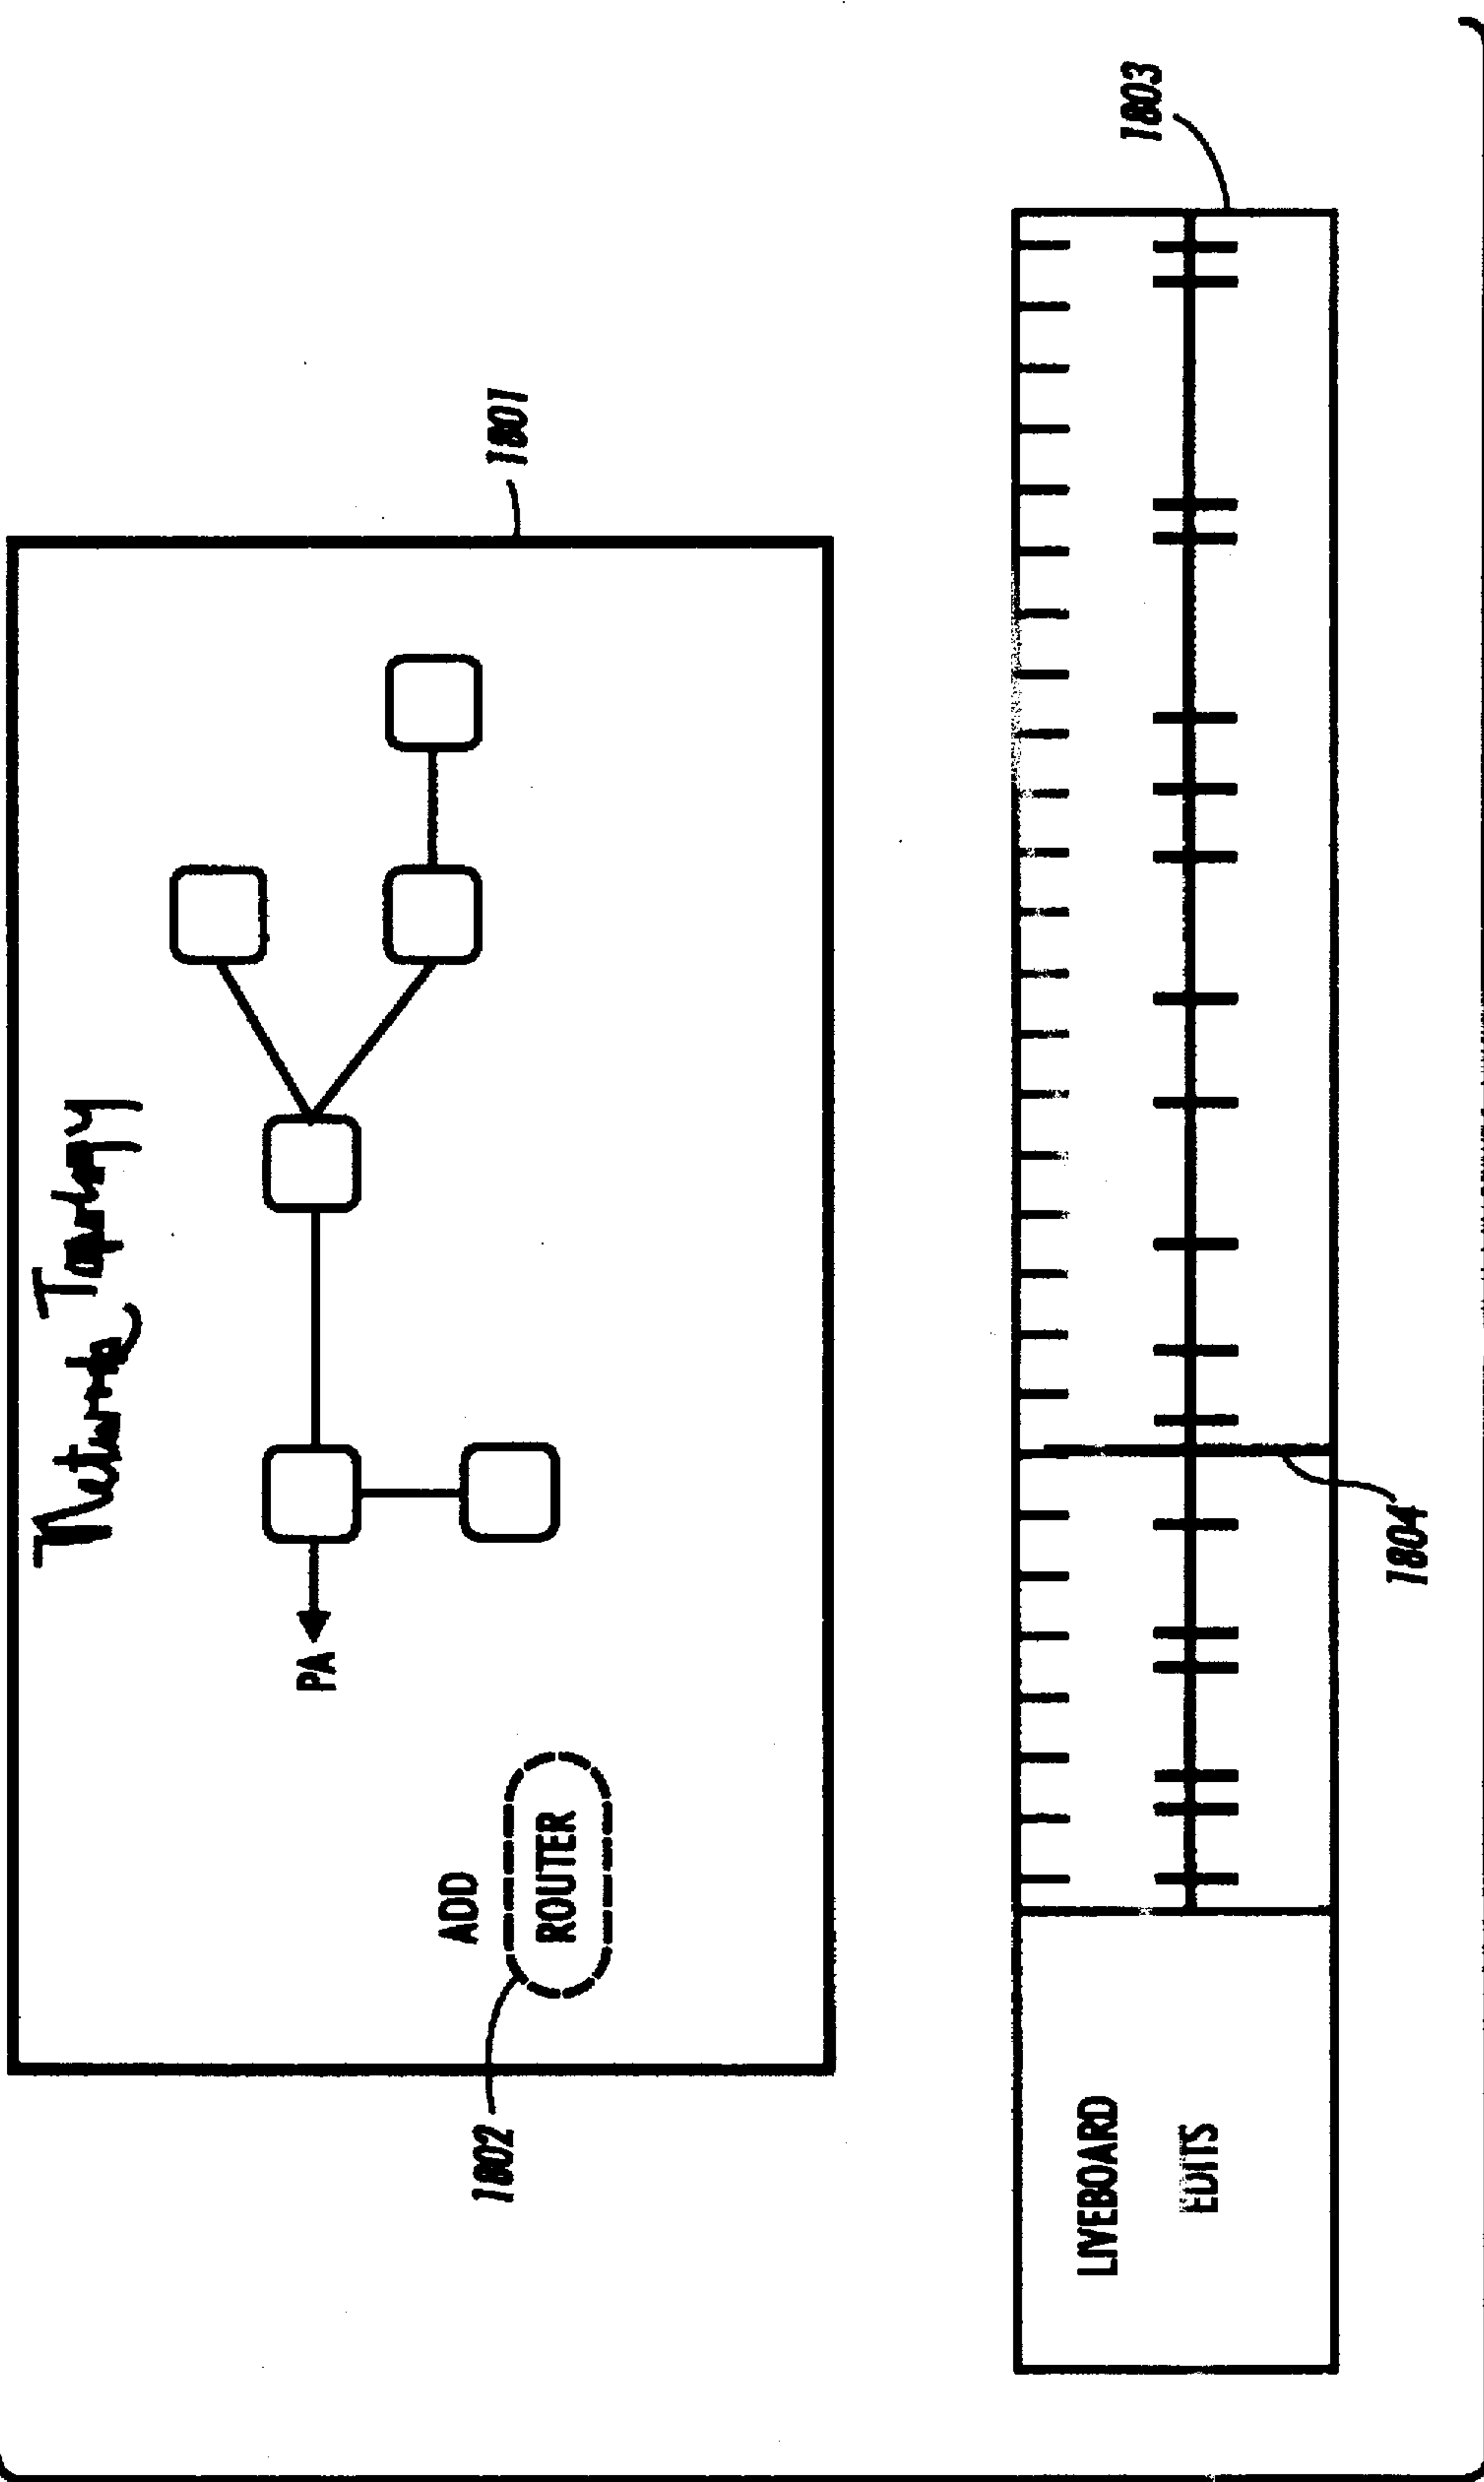 Network Topology
1801
PA
ADD
ROUTER
1802
1803
LIVEBOARD
EDITS
1804